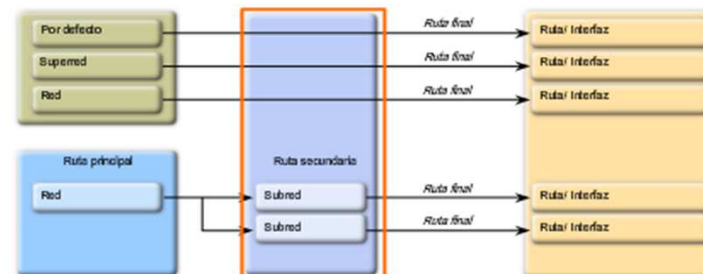 Por defecto
Ruta final
Ruta/ Interfaz
Superred
Ruta final
Ruta/ Interfaz
Red
Ruta final
Ruta/ Interfaz
Ruta principal
Ruta secundaria
Red
Subred
Ruta final
Ruta/ Interfaz
Subred
Ruta final
Ruta/ Interfaz